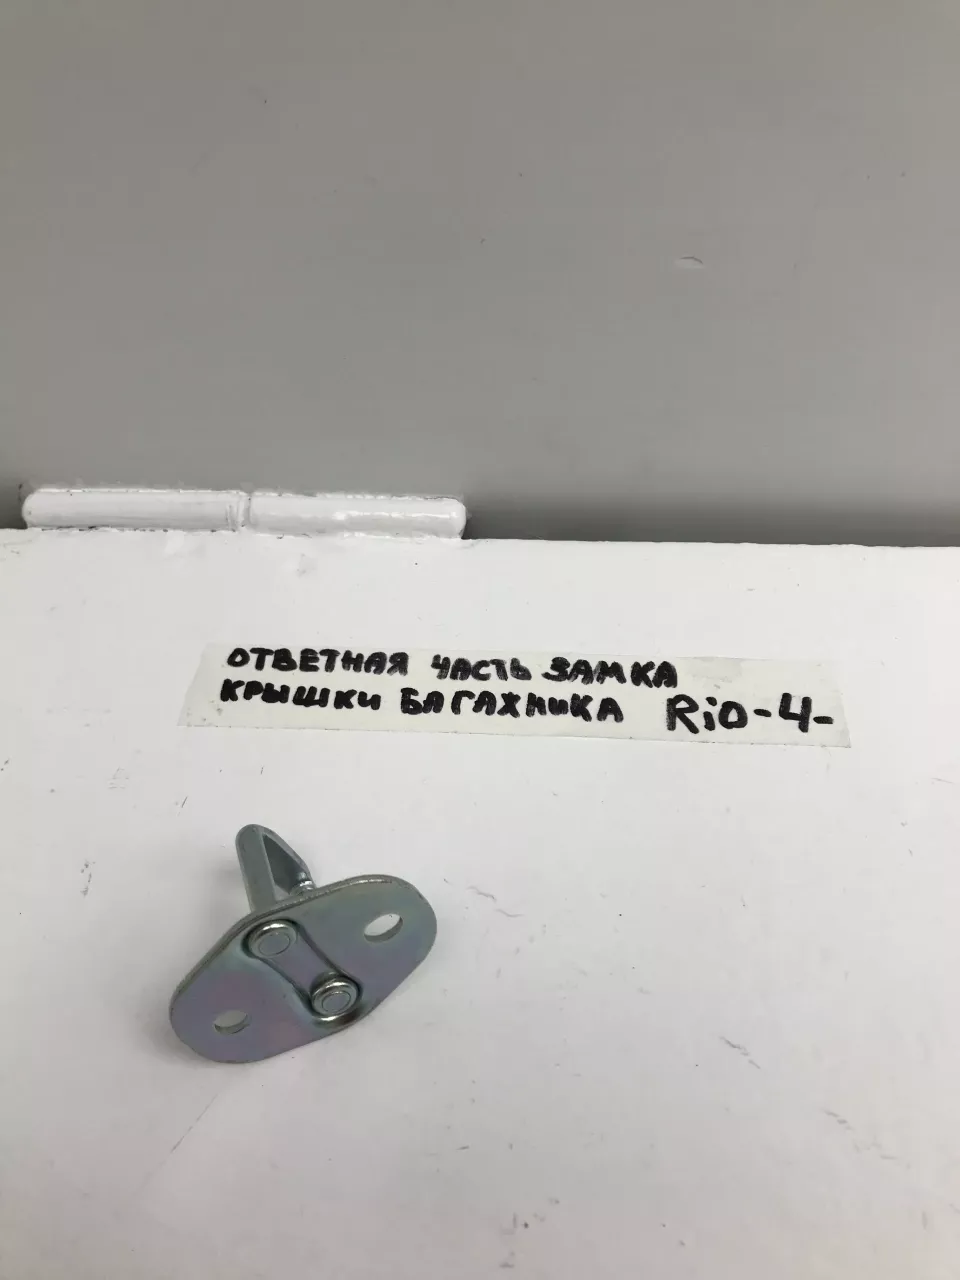 ОТВЕТНАЯ ЧАСТЬ ЗАМКА
КРЫШКИ БАГАЖНИКА Rio-4-